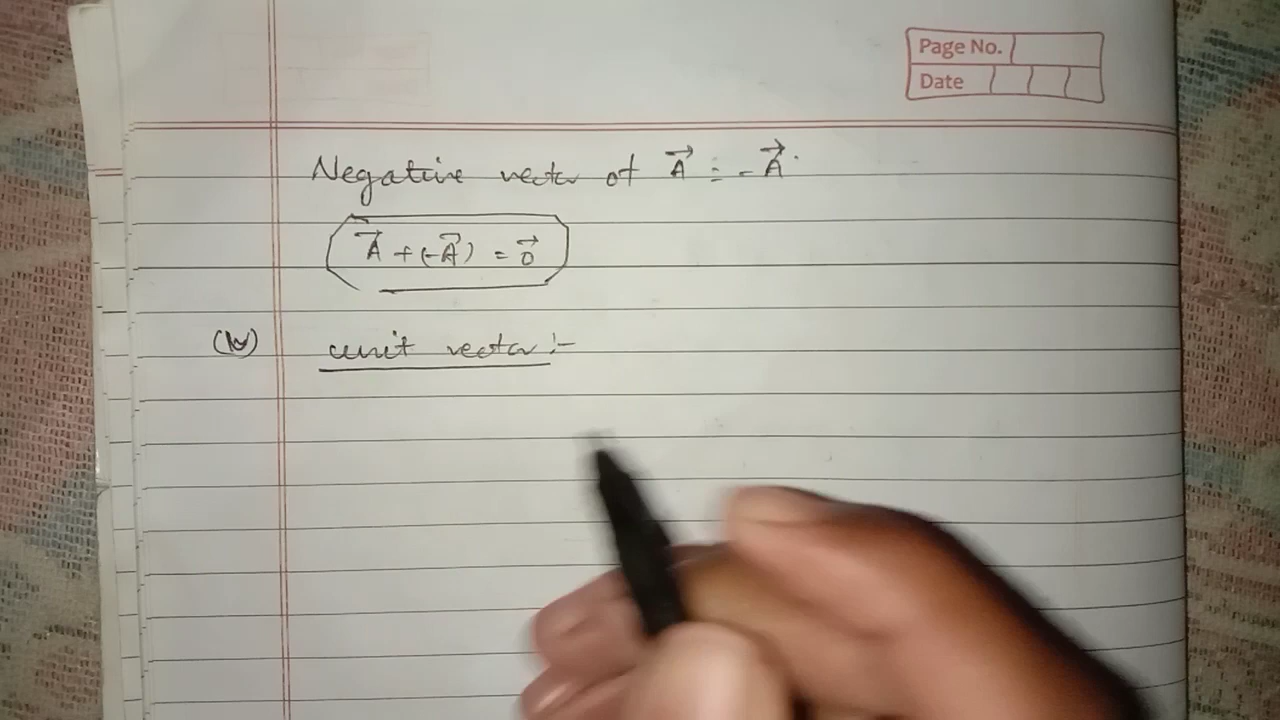 Page No.
Date
Negative vector of A⃗ = -A⃗.
A⃗ + (-A⃗) = 0⃗
(iv) unit vector :-